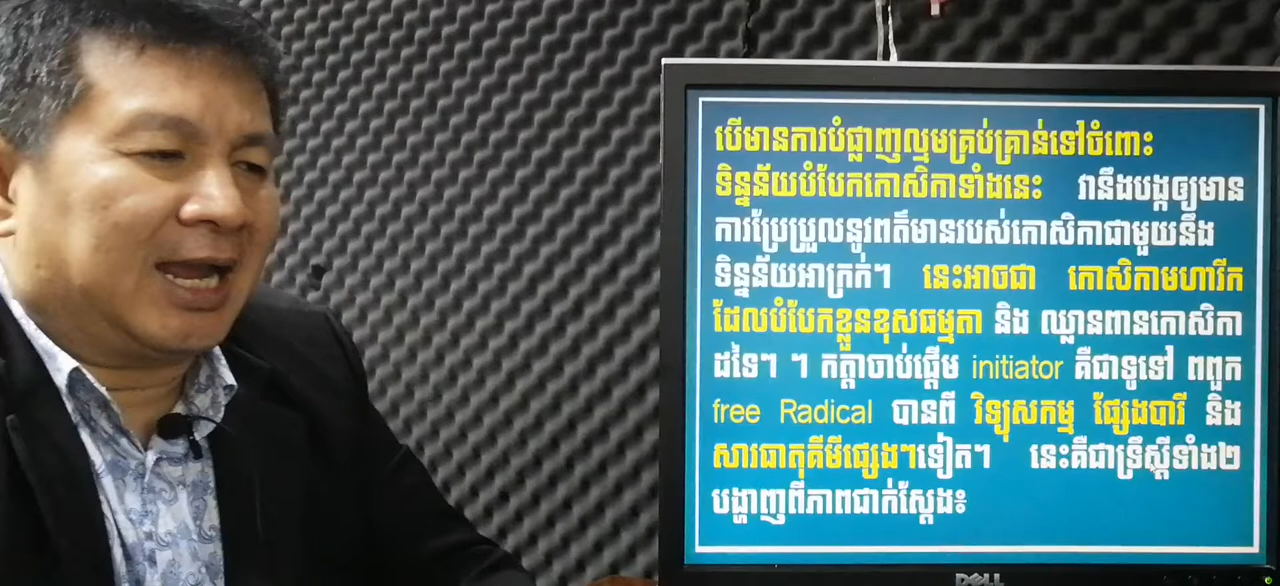 បើមានការបំផ្លាញល្មមគ្រប់គ្រាន់ទៅចំពោះ
ទិន្នន័យបំបែកកោសិកាទាំងនេះ វានឹងបង្កឲ្យមាន
ការប្រែប្រួលនូវពត៌មានរបស់កោសិកាជាមួយនឹង
ទិន្នន័យអាក្រក់ៗ នេះអាចជា កោសិកាមហារីក
ដែលបំបែកខ្លួនខុសធម្មតា និង ឈ្លានពានកោសិកា
ដទៃៗ ។ កត្តាចាប់ផ្តើម initiator គឺជាទូទៅ ពពួក
free Radical បានពី វិទ្យុសកម្ម ផ្សែងបារី និង
សារធាតុគីមីផ្សេងៗទៀត។ នេះគឺជាទ្រឹស្តីទាំង២
បង្ហាញពីភាពជាក់ស្តែង៖
DELL